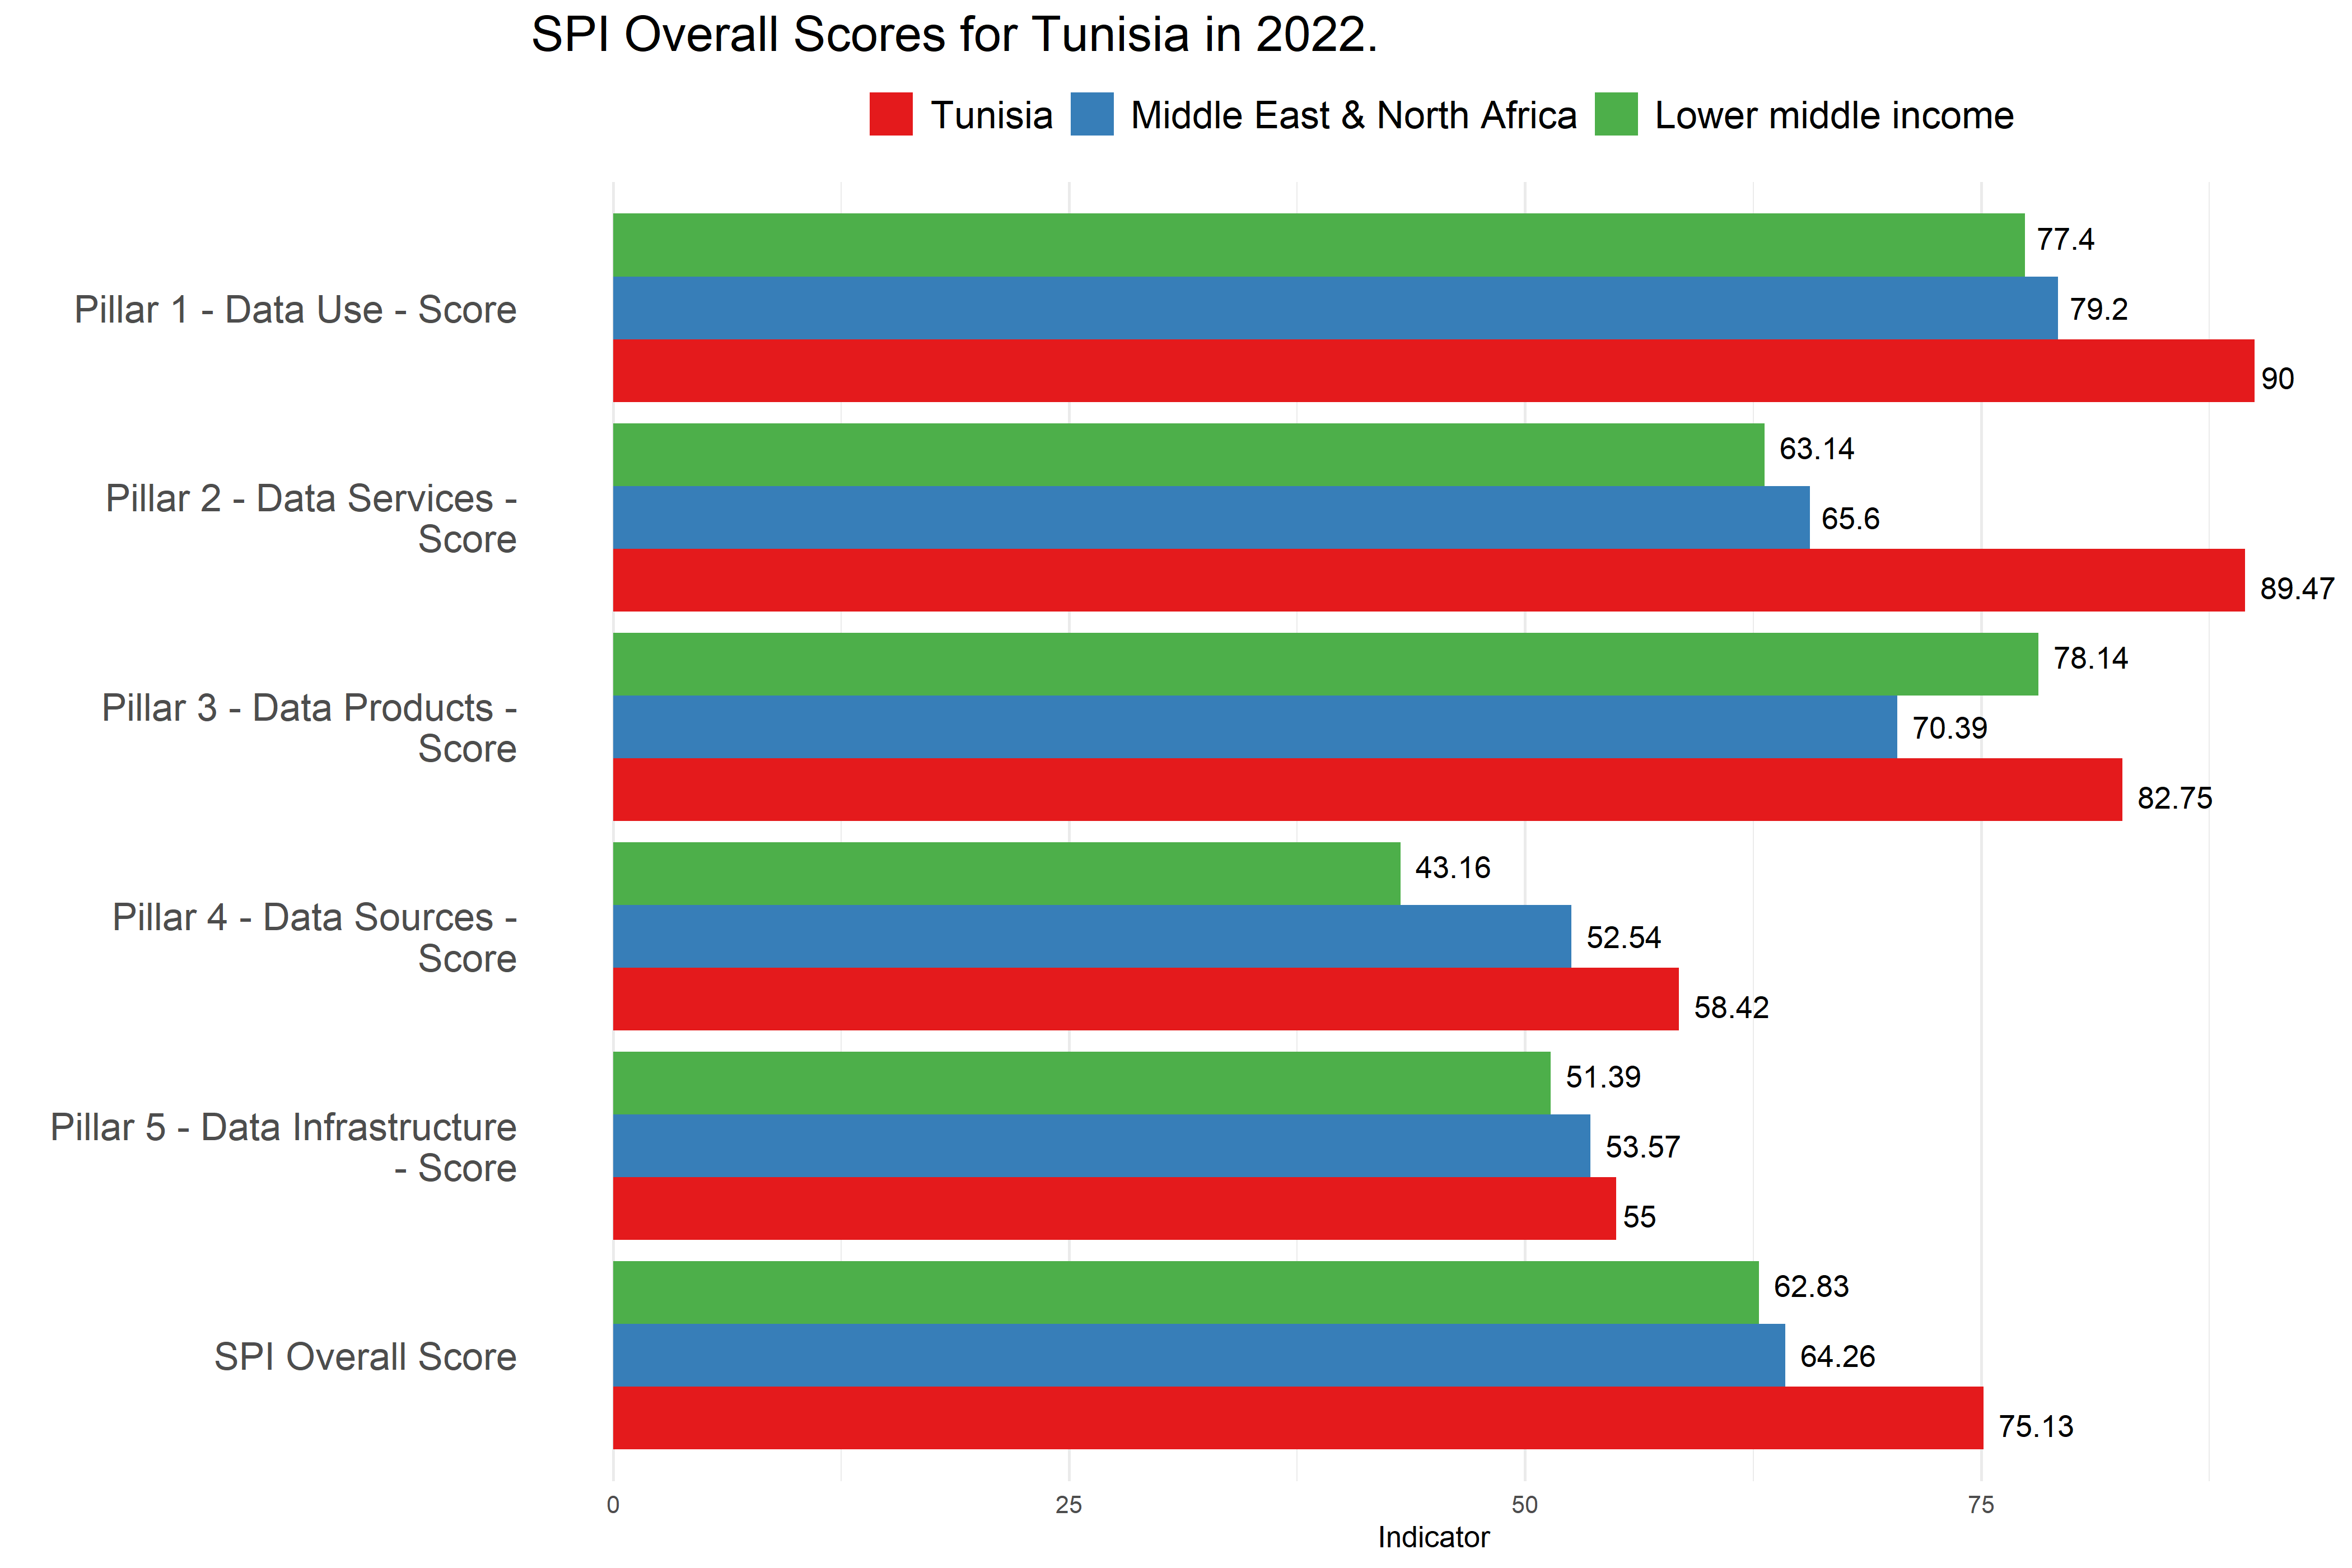 SPI Overall Scores for Tunisia in 2022.
Tunisia Middle East & North Africa Lower middle income
77.4
Pillar 1 - Data Use - Score
79.2
90
63.14
Pillar 2 - Data Services -
Score
65.6
89.47
78.14
Pillar 3 - Data Products -
Score
70.39
82.75
43.16
Pillar 4 - Data Sources -
Score
52.54
58.42
51.39
Pillar 5 - Data Infrastructure
- Score
53.57
55
62.83
SPI Overall Score
64.26
75.13
0 25 50 75
Indicator